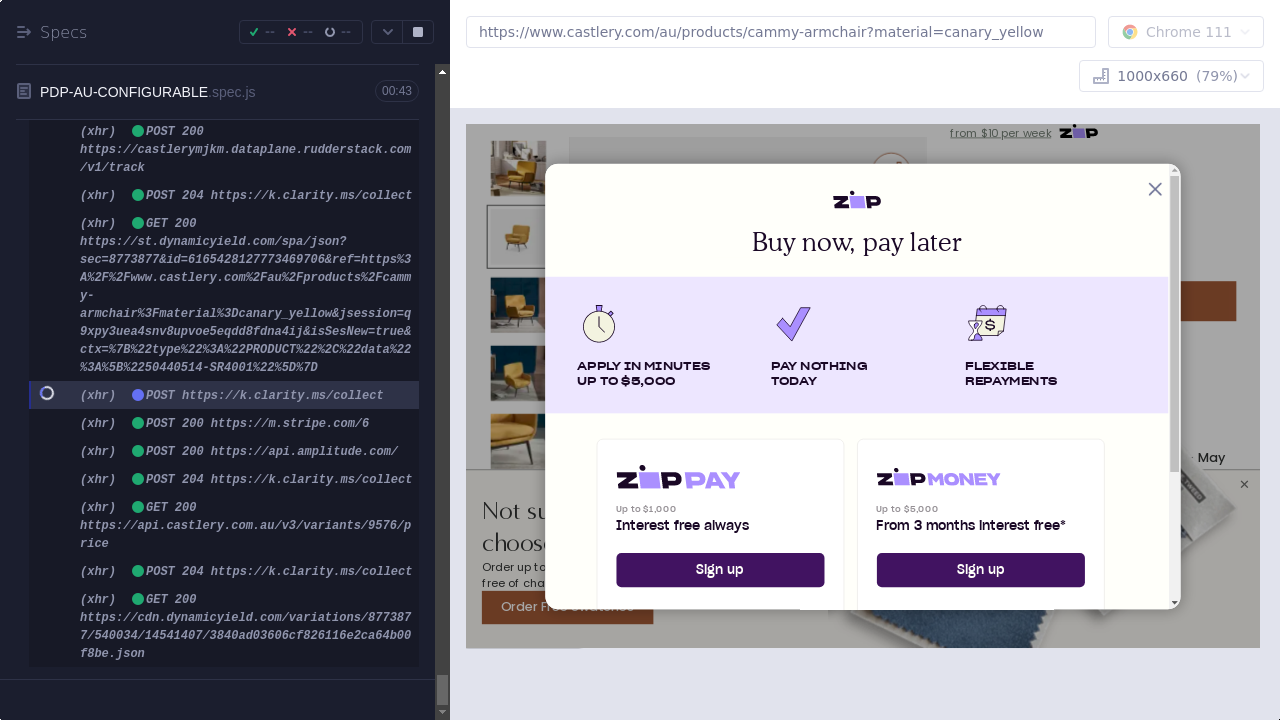 Specs
--
--
--
https://www.castlery.com/au/products/cammy-armchair?material=canary_yellow
Chrome 111
1000x660 (79%)
PDP-AU-CONFIGURABLE.spec.js
00:43
(xhr) POST 200
https://castlerymjkm.dataplane.rudderstack.com
/v1/track
(xhr) POST 204 https://k.clarity.ms/collect
(xhr) GET 200
https://st.dynamicyield.com/spa/json?
sec=8773877&id=6165428127773469706&ref=https%3
A%2F%2Fwww.castlery.com%2Fau%2Fproducts%2Fcamm
y-
armchair%3Fmaterial%3Dcanary_yellow&jsession=q
9xpy3uea4snv8upvoe5eqdd8fdna4ij&isSesNew=true&
ctx=%7B%22type%22%3A%22PRODUCT%22%2C%22data%22
%3A%5B%2250440514-SR4001%22%5D%7D
(xhr) POST https://k.clarity.ms/collect
(xhr) POST 200 https://m.stripe.com/6
(xhr) POST 200 https://api.amplitude.com/
(xhr) POST 204 https://k.clarity.ms/collect
(xhr) GET 200
https://api.castlery.com.au/v3/variants/9576/p
rice
(xhr) POST 204 https://k.clarity.ms/collect
(xhr) GET 200
https://cdn.dynamicyield.com/variations/877387
7/540034/14541407/3840ad03606cf826116e2ca64b00
f8be.json
from $10 per week zip
zip
Buy now, pay later
APPLY IN MINUTES
UP TO $5,000
PAY NOTHING
TODAY
$
FLEXIBLE
REPAYMENTS
zip PAY
Up to $1,000
Interest free always
Sign up
zip MONEY
Up to $5,000
From 3 months interest free*
Sign up
May
Not su
choose
Order up to
free of cha
Order Free Swatches